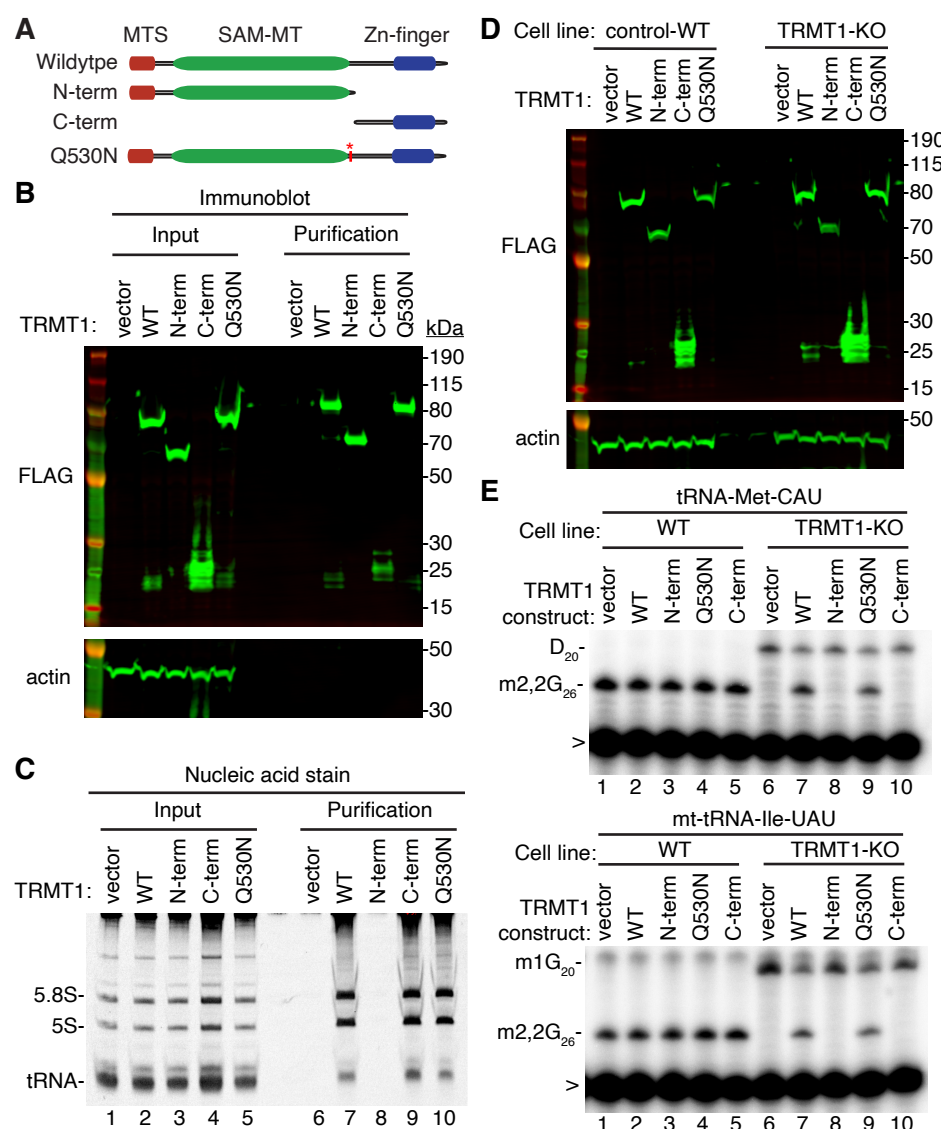 A
MTS SAM-MT Zn-finger
Wildytpe
N-term
C-term
Q530N
*
B
Immunoblot
Input Purification
TRMT1: vector WT N-term C-term Q530N vector WT N-term C-term Q530N kDa
FLAG
-190
-115
-80
-70
-50
-30
-25
-15
actin
-50
-30
C
Nucleic acid stain
Input Purification
TRMT1: vector WT N-term C-term Q530N vector WT N-term C-term Q530N
5.8S-
5S-
tRNA-
1 2 3 4 5 6 7 8 9 10
D
Cell line: control-WT TRMT1-KO
TRMT1: vector WT N-term C-term Q530N vector WT N-term C-term Q530N
FLAG
-190
-115
-80
-70
-50
-30
-25
-15
actin
-50
E
tRNA-Met-CAU
Cell line: WT TRMT1-KO
TRMT1 construct: vector WT N-term Q530N C-term vector WT N-term Q530N C-term
D20-
m2,2G26-
>
1 2 3 4 5 6 7 8 9 10
mt-tRNA-Ile-UAU
Cell line: WT TRMT1-KO
TRMT1 construct: vector WT N-term Q530N C-term vector WT N-term Q530N C-term
m1G20-
m2,2G26-
>
1 2 3 4 5 6 7 8 9 10